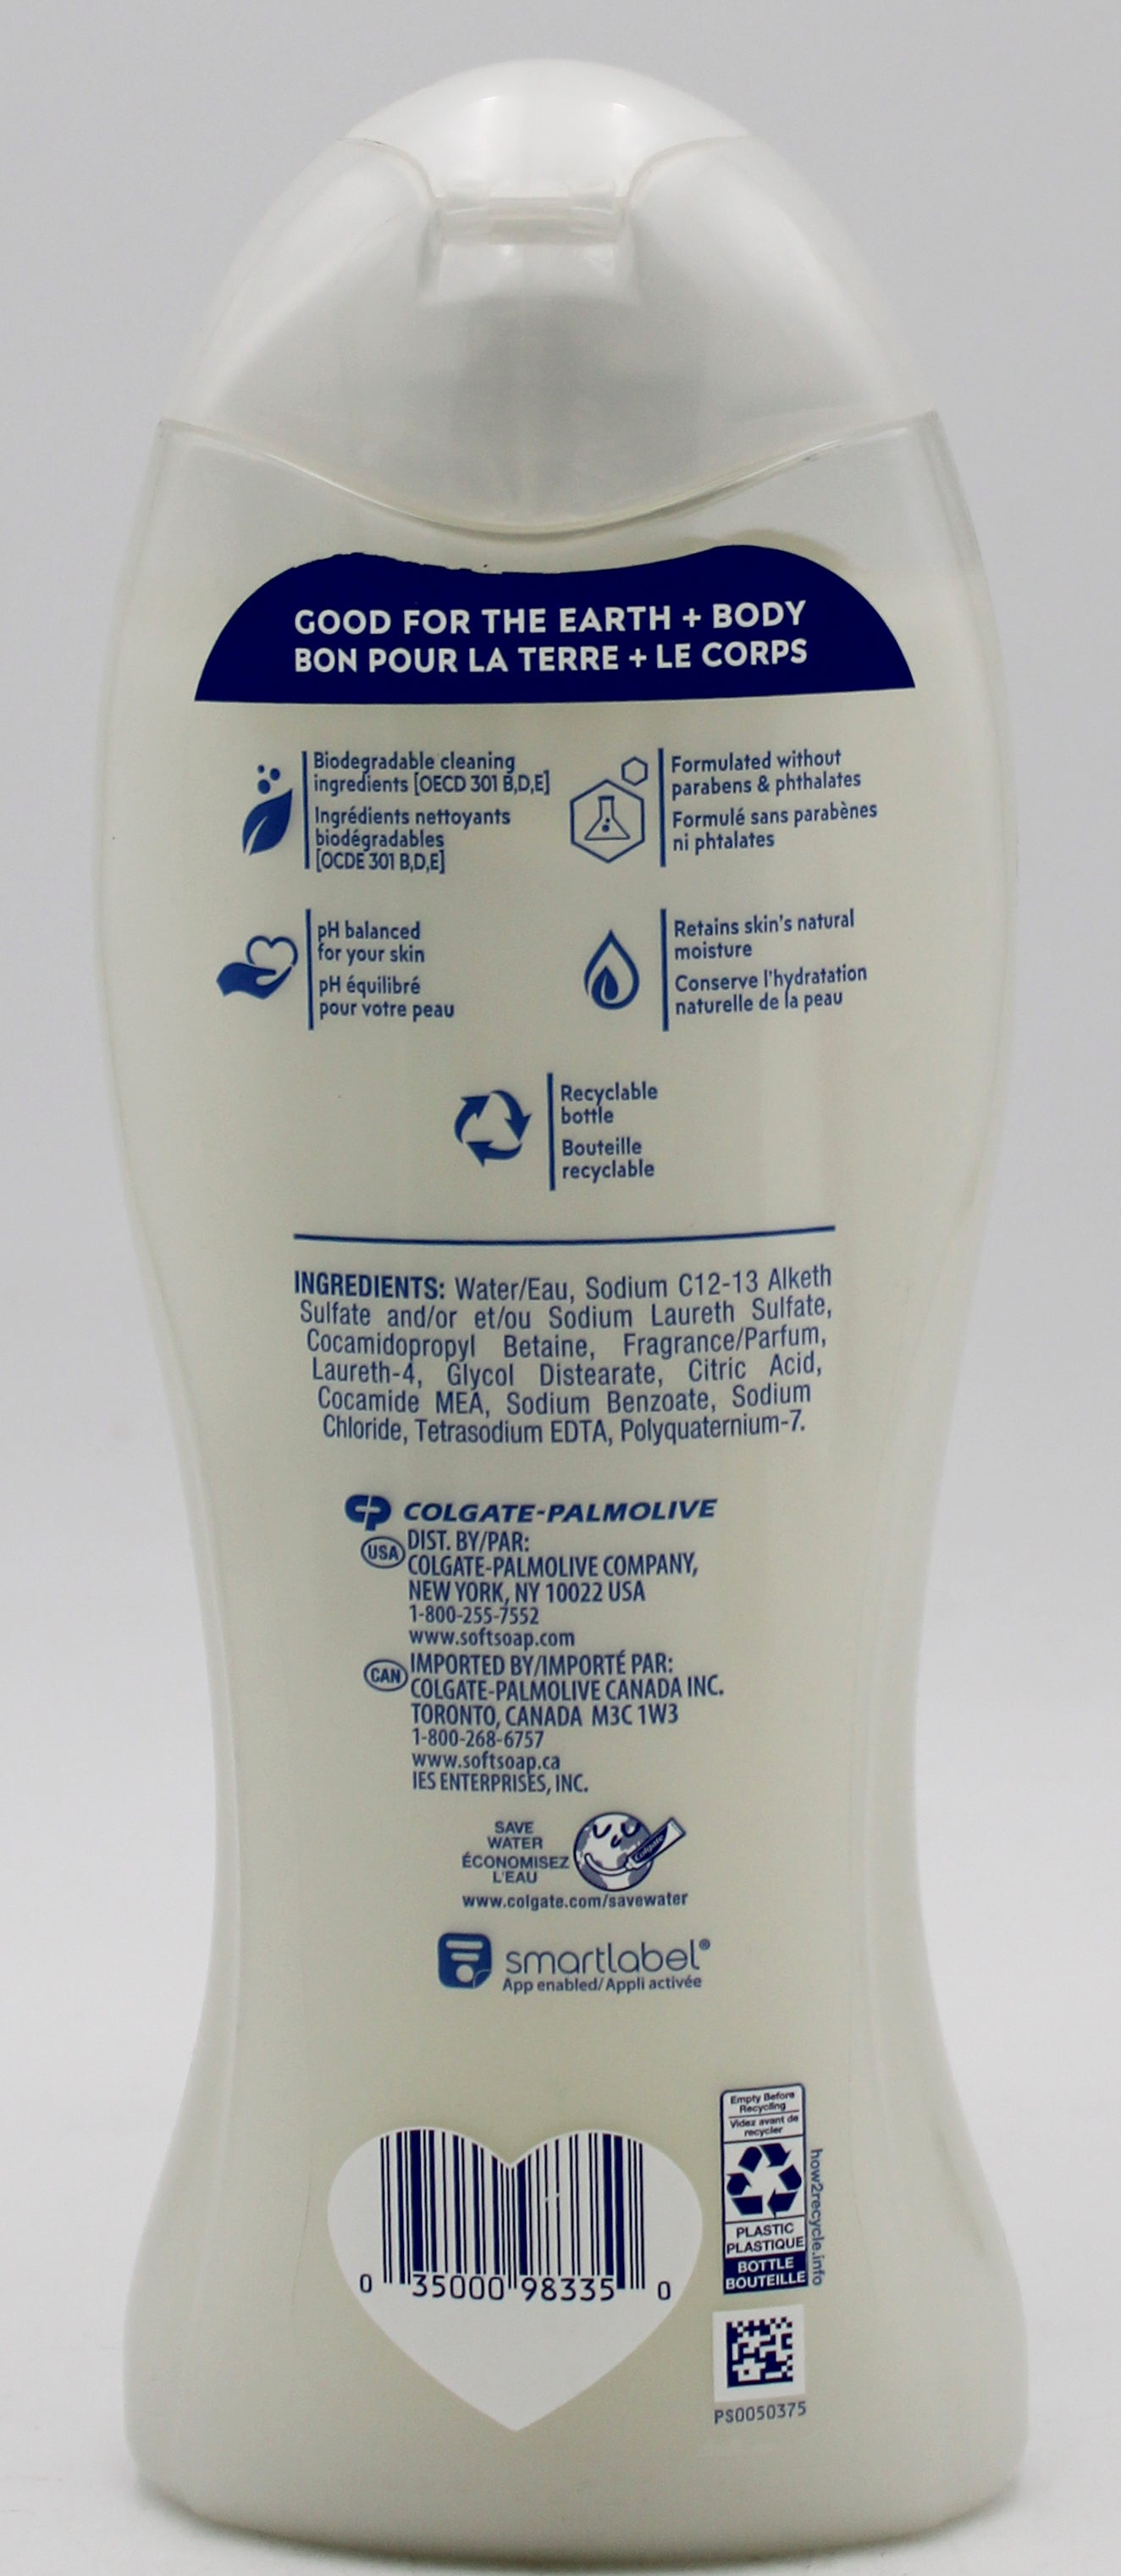 GOOD FOR THE EARTH + BODY
BON POUR LA TERRE + LE CORPS
Biodegradable cleaning
ingredients [OECD 301 B,D,E]
Ingrédients nettoyants
biodégradables
[OCDE 301 B,D,E]
Formulated without
parabens & phthalates
Formulé sans parabènes
ni phtalates
pH balanced
for your skin
pH équilibré
pour votre peau
Retains skin's natural
moisture
Conserve l'hydratation
naturelle de la peau
Recyclable
bottle
Bouteille
recyclable
INGREDIENTS: Water/Eau, Sodium C12-13 Alketh
Sulfate and/or et/ou Sodium Laureth Sulfate,
Cocamidopropyl Betaine, Fragrance/Parfum,
Laureth-4, Glycol Distearate, Citric Acid,
Cocamide MEA, Sodium Benzoate, Sodium
Chloride, Tetrasodium EDTA, Polyquaternium-7.
CP COLGATE-PALMOLIVE
USA DIST. BY/PAR:
COLGATE-PALMOLIVE COMPANY,
NEW YORK, NY 10022 USA
1-800-255-7552
www.softsoap.com
CAN IMPORTED BY/IMPORTÉ PAR:
COLGATE-PALMOLIVE CANADA INC.
TORONTO, CANADA M3C 1W3
1-800-268-6757
www.softsoap.ca
IES ENTERPRISES, INC.
SAVE
WATER
ÉCONOMISEZ
L'EAU
Colgate
www.colgate.com/savewater
smartlabel®
App enabled/Appli activée
Empty Before
Recycling
Videz avant de
recycler
PLASTIC
PLASTIQUE
BOTTLE
BOUTEILLE
how2recycle.info
0 35000 98335 0
PS0050375